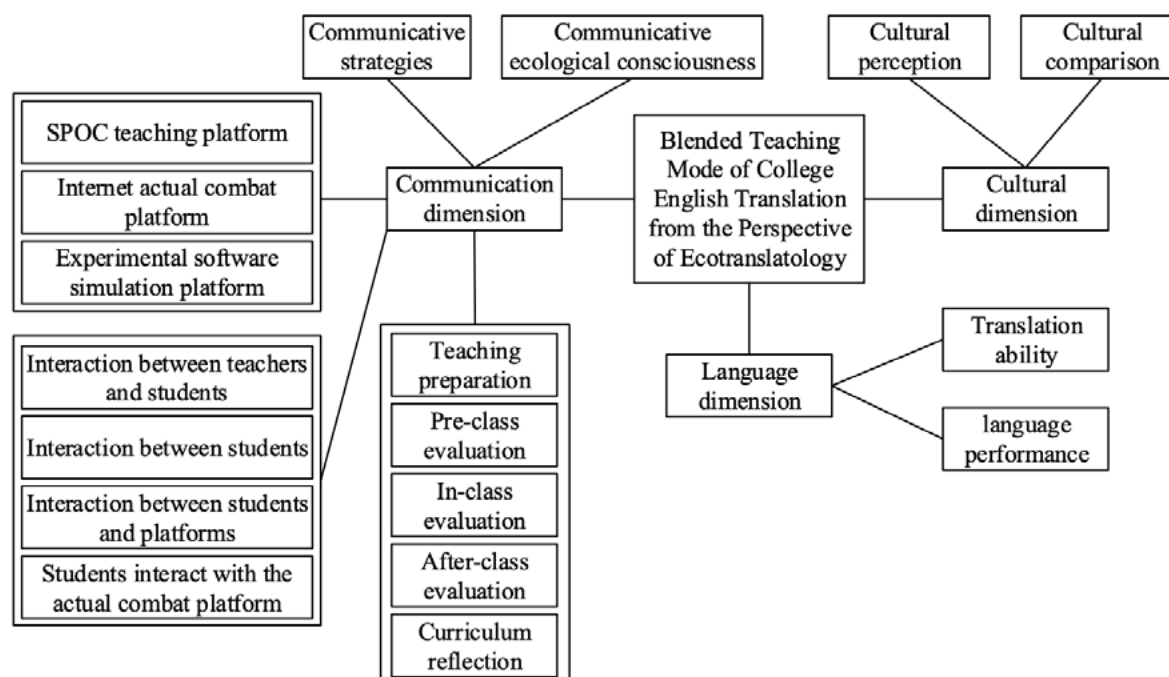 Communicative
strategies
Communicative
ecological consciousness
Cultural
perception
Cultural
comparison
SPOC teaching platform
Internet actual combat
platform
Experimental software
simulation platform
Communication
dimension
Blended Teaching
Mode of College
English Translation
from the Perspective
of Ecotranslatology
Cultural
dimension
Interaction between teachers
and students
Interaction between students
Interaction between students
and platforms
Students interact with the
actual combat platform
Teaching
preparation
Pre-class
evaluation
In-class
evaluation
After-class
evaluation
Curriculum
reflection
Language
dimension
Translation
ability
language
performance